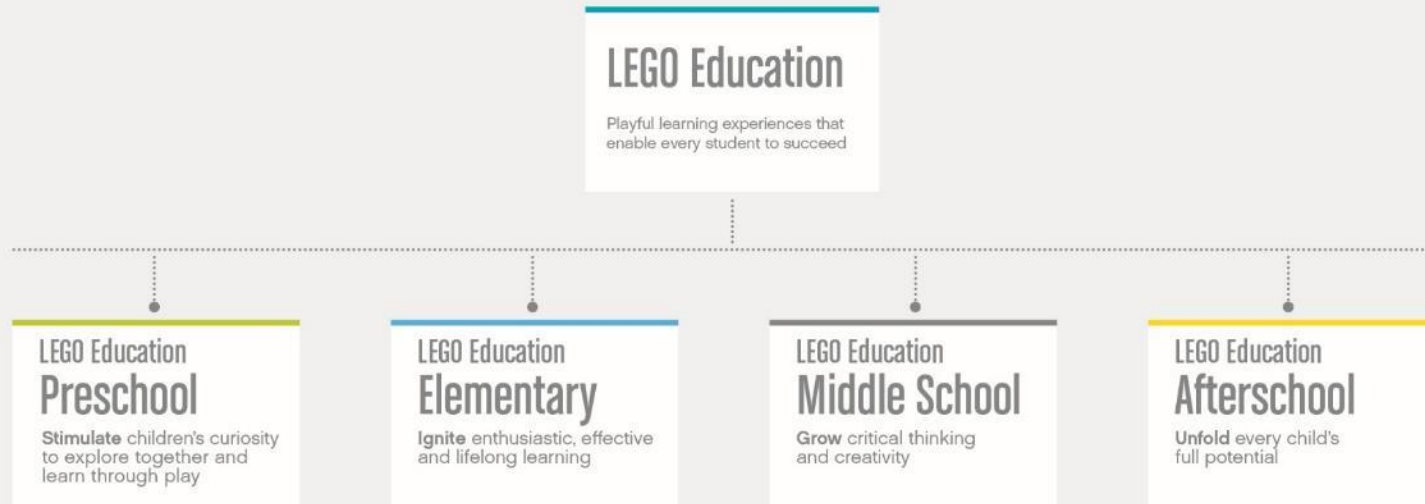 LEGO Education
Playful learning experiences that
enable every student to succeed
LEGO Education
Preschool
Stimulate children's curiosity
to explore together and
learn through play
LEGO Education
Elementary
Ignite enthusiastic, effective
and lifelong learning
LEGO Education
Middle School
Grow critical thinking
and creativity
LEGO Education
Afterschool
Unfold every child's
full potential